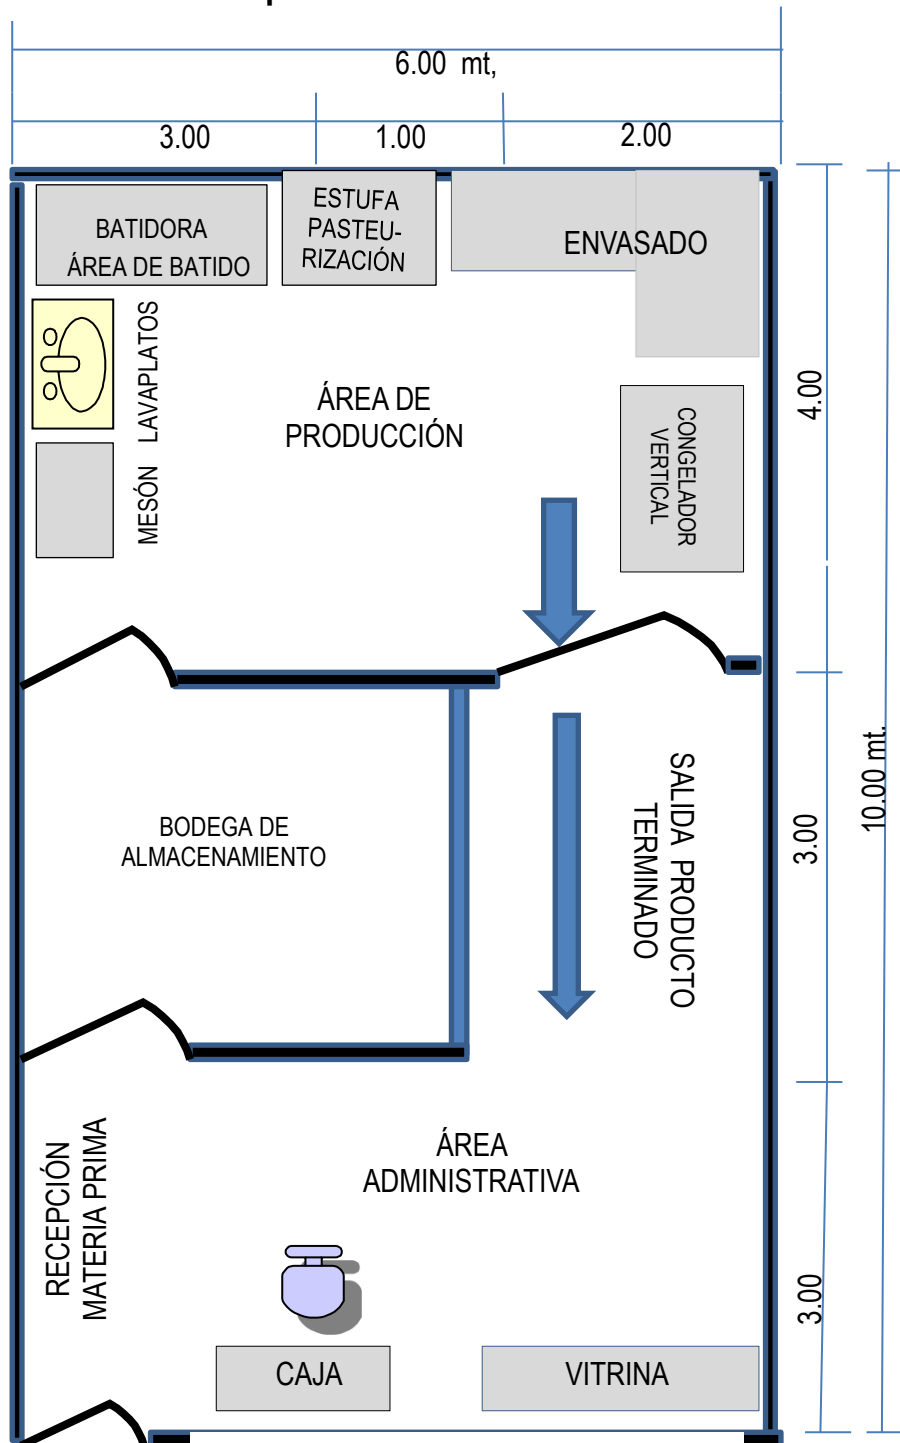 6.00  mt,
3.00
1.00
2.00
BATIDORA
ÁREA DE BATIDO
ESTUFA
PASTEU-
RIZACIÓN
ENVASADO
MESÓN   LAVAPLATOS
ÁREA DE
PRODUCCIÓN
CONGELADOR
VERTICAL
4.00
BODEGA DE
ALMACENAMIENTO
SALIDA  PRODUCTO
TERMINADO
3.00
10.00 mt.
RECEPCIÓN
MATERIA PRIMA
ÁREA
ADMINISTRATIVA
3.00
CAJA
VITRINA